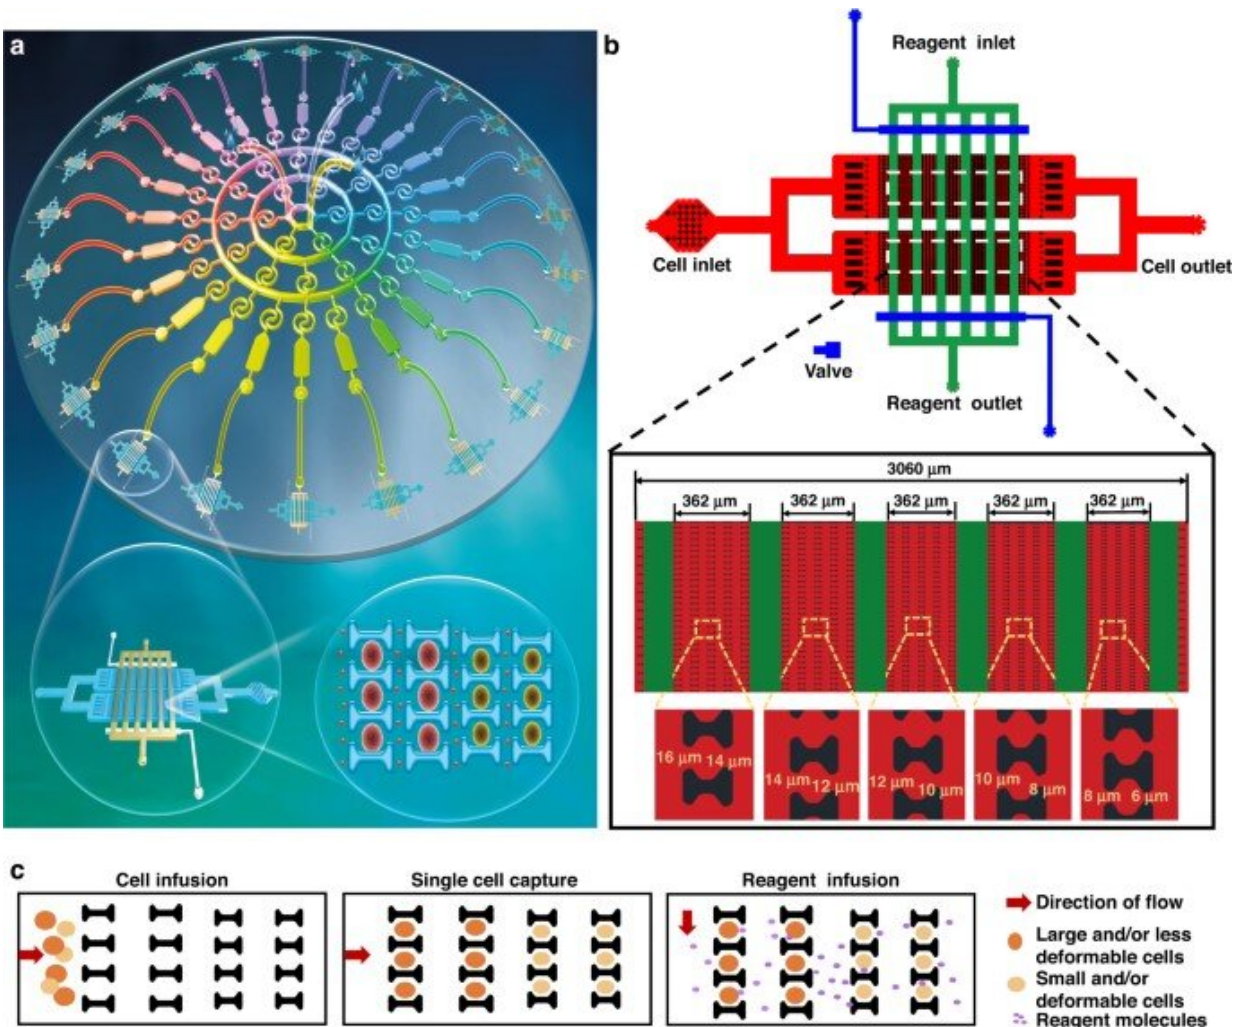 a
b
Reagent inlet
Cell inlet
Cell outlet
Valve
Reagent outlet
3060 μm
362 μm 362 μm 362 μm 362 μm 362 μm
16 μm 14 μm
14 μm 12 μm
12 μm 10 μm
10 μm 8 μm
8 μm 6 μm
c
Cell infusion
Single cell capture
Reagent infusion
Direction of flow
Large and/or less
deformable cells
Small and/or
deformable cells
Reagent molecules